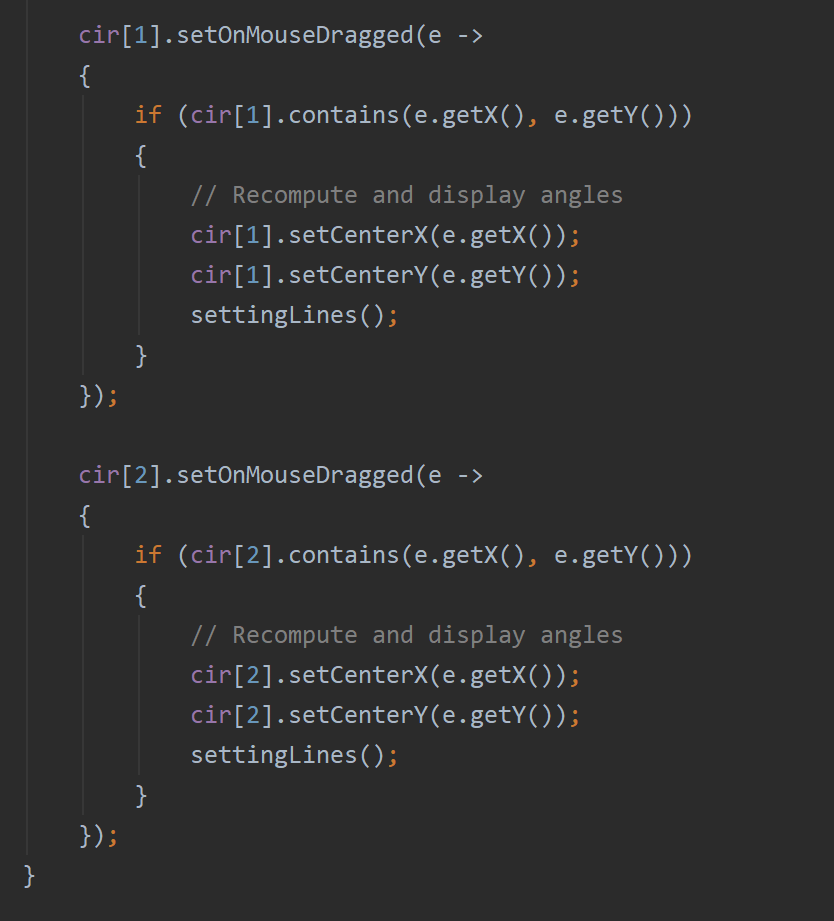 cir[1].setOnMouseDragged(e ->
{
if (cir[1].contains(e.getX(), e.getY()))
{
// Recompute and display angles
cir[1].setCenterX(e.getX());
cir[1].setCenterY(e.getY());
settingLines();
}
});
cir[2].setOnMouseDragged(e ->
{
if (cir[2].contains(e.getX(), e.getY()))
{
// Recompute and display angles
cir[2].setCenterX(e.getX());
cir[2].setCenterY(e.getY());
settingLines();
}
});
}